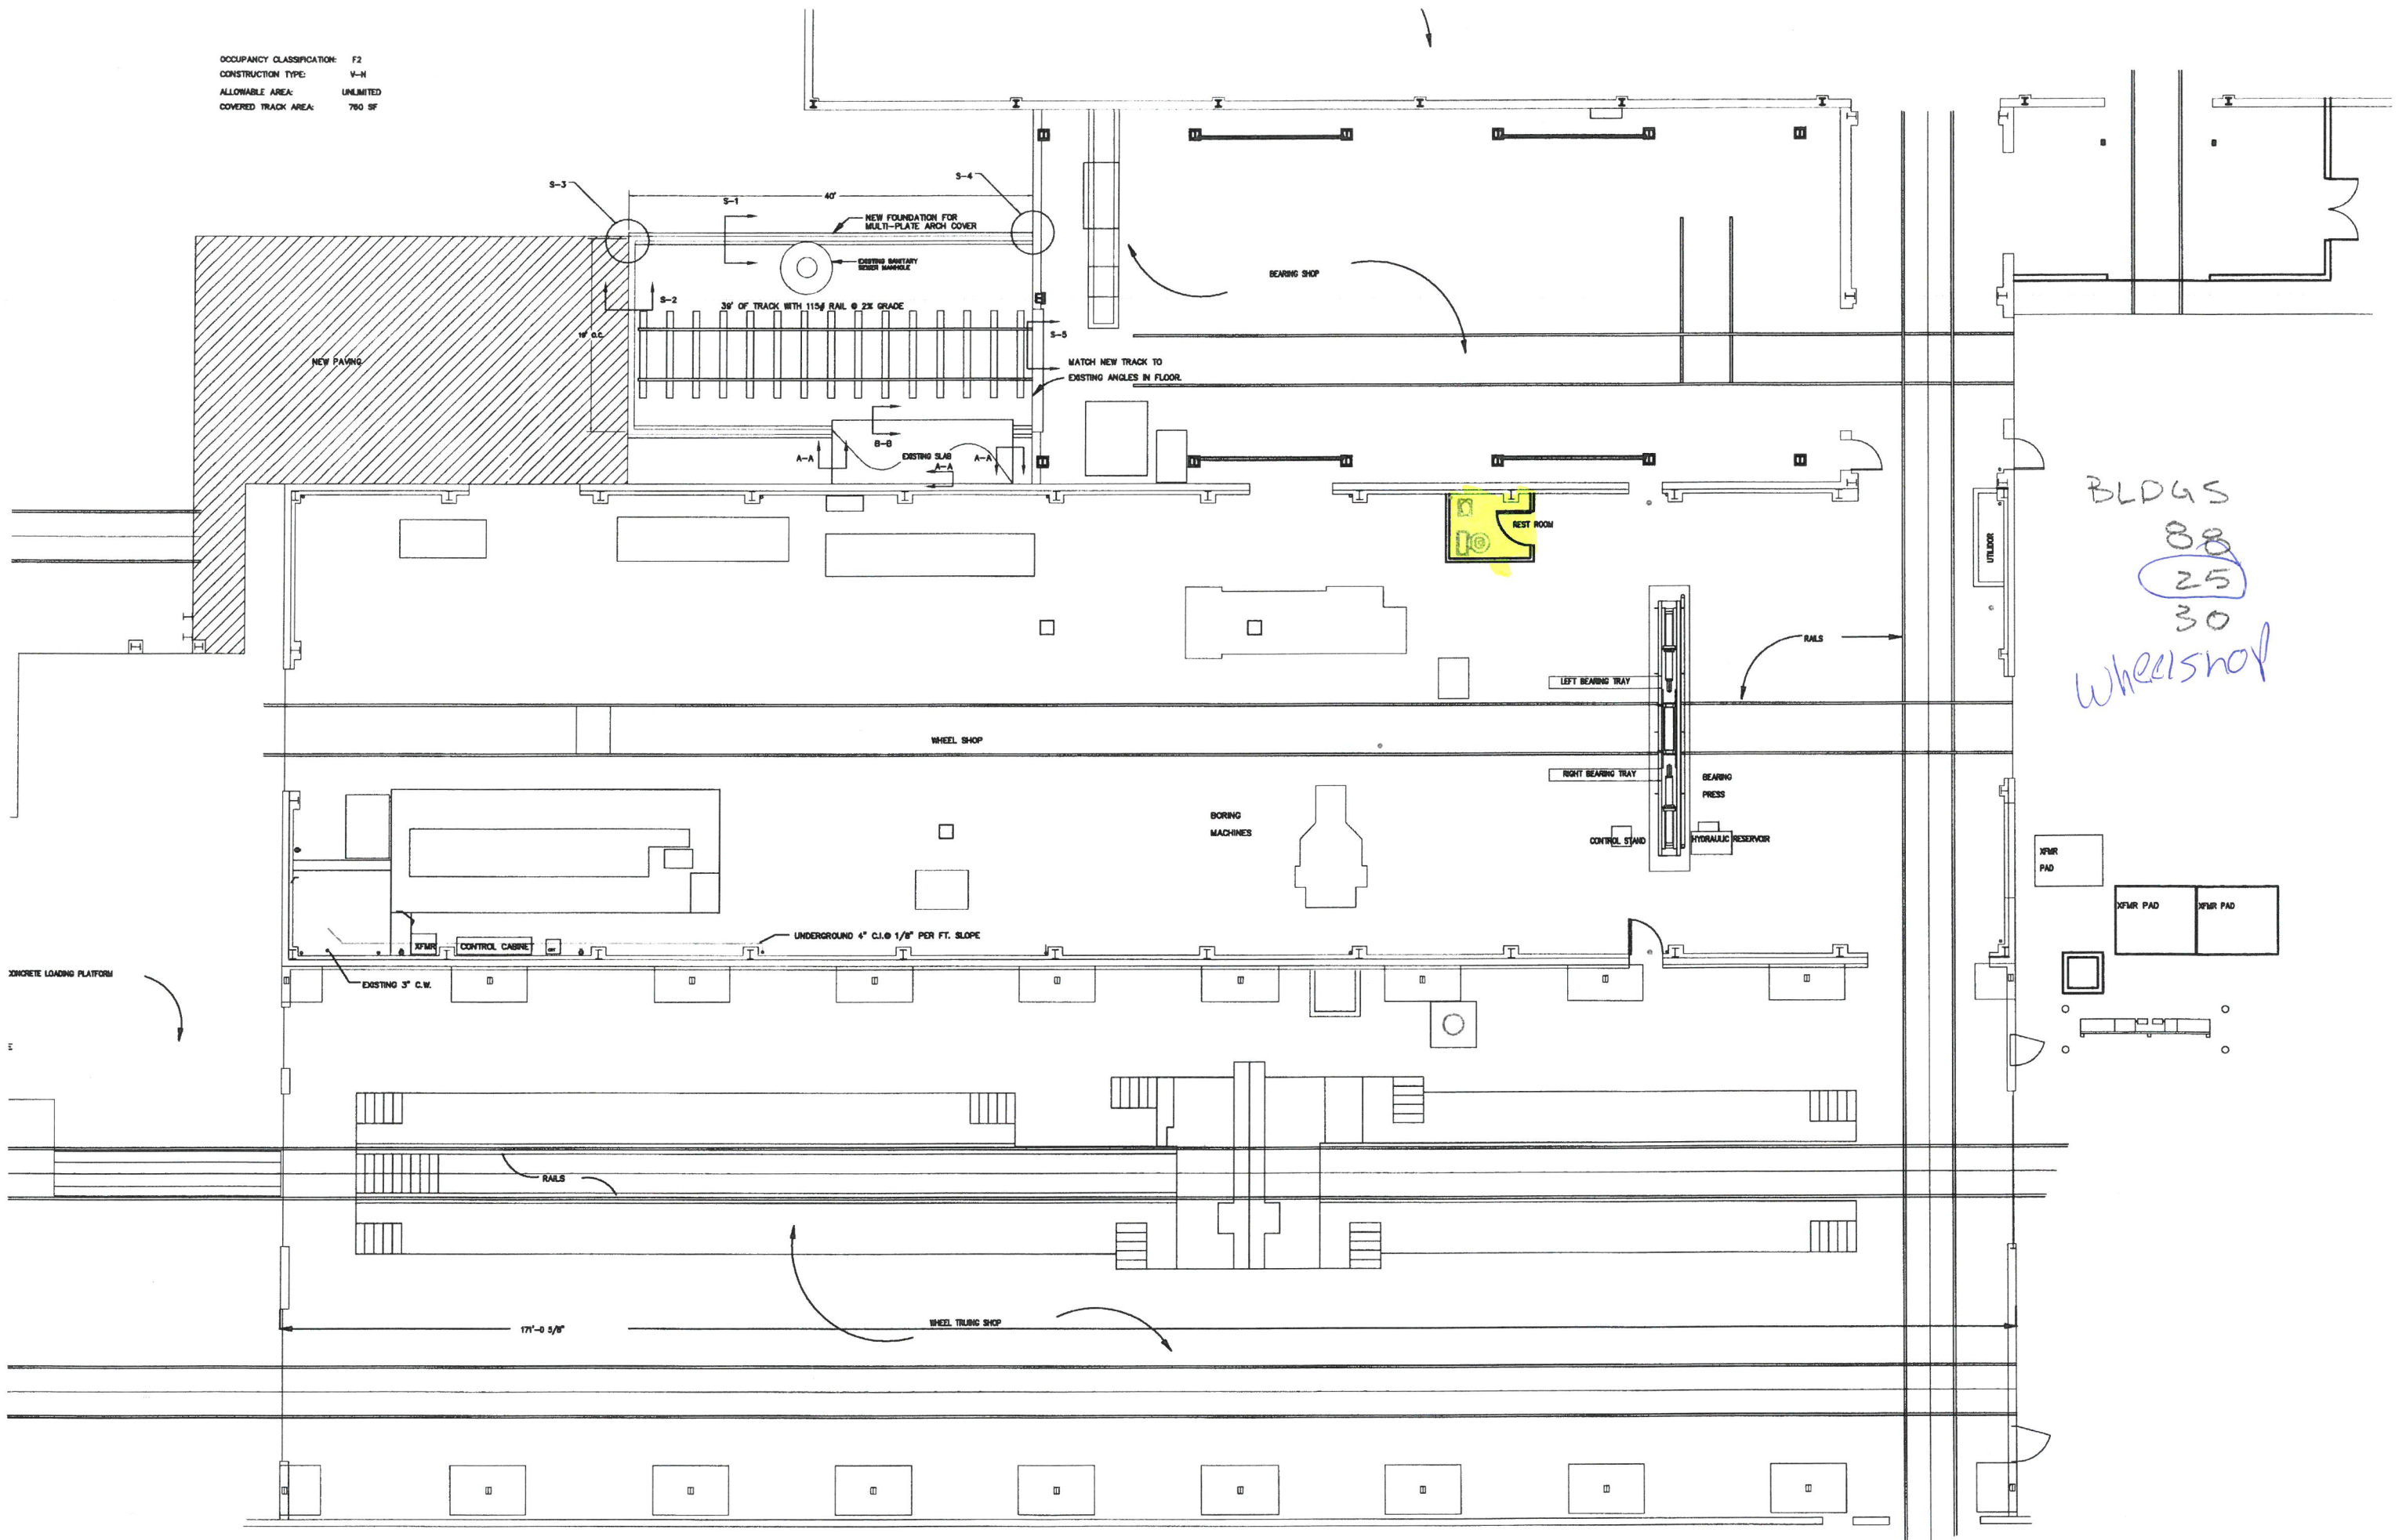 OCCUPANCY CLASSIFICATION: F2
CONSTRUCTION TYPE: V-N
ALLOWABLE AREA: UNLIMITED
COVERED TRACK AREA: 760 SF
S-3
S-4
40'
S-1
NEW FOUNDATION FOR
MULTI-PLATE ARCH COVER
EXISTING SANITARY
SEWER MANHOLE
S-2
39' OF TRACK WITH 115# RAIL @ 2% GRADE
19' O.C.
S-5
NEW PAVING
MATCH NEW TRACK TO
EXISTING ANGLES IN FLOOR.
BEARING SHOP
B-B
A-A
EXISTING SLAB
A-A
A-A
REST ROOM
UTILIDOR
BLDGS
88
25
30
Wheelshop
RAILS
LEFT BEARING TRAY
WHEEL SHOP
RIGHT BEARING TRAY
BEARING
PRESS
BORING
MACHINES
CONTROL STAND
HYDRAULIC RESERVOIR
XFMR
PAD
XFMR PAD
XFMR PAD
UNDERGROUND 4" C.I.@ 1/8" PER FT. SLOPE
XFMR
CONTROL CABINET
CONCRETE LOADING PLATFORM
EXISTING 3" C.W.
RAILS
WHEEL TRUING SHOP
171'-0 5/8"